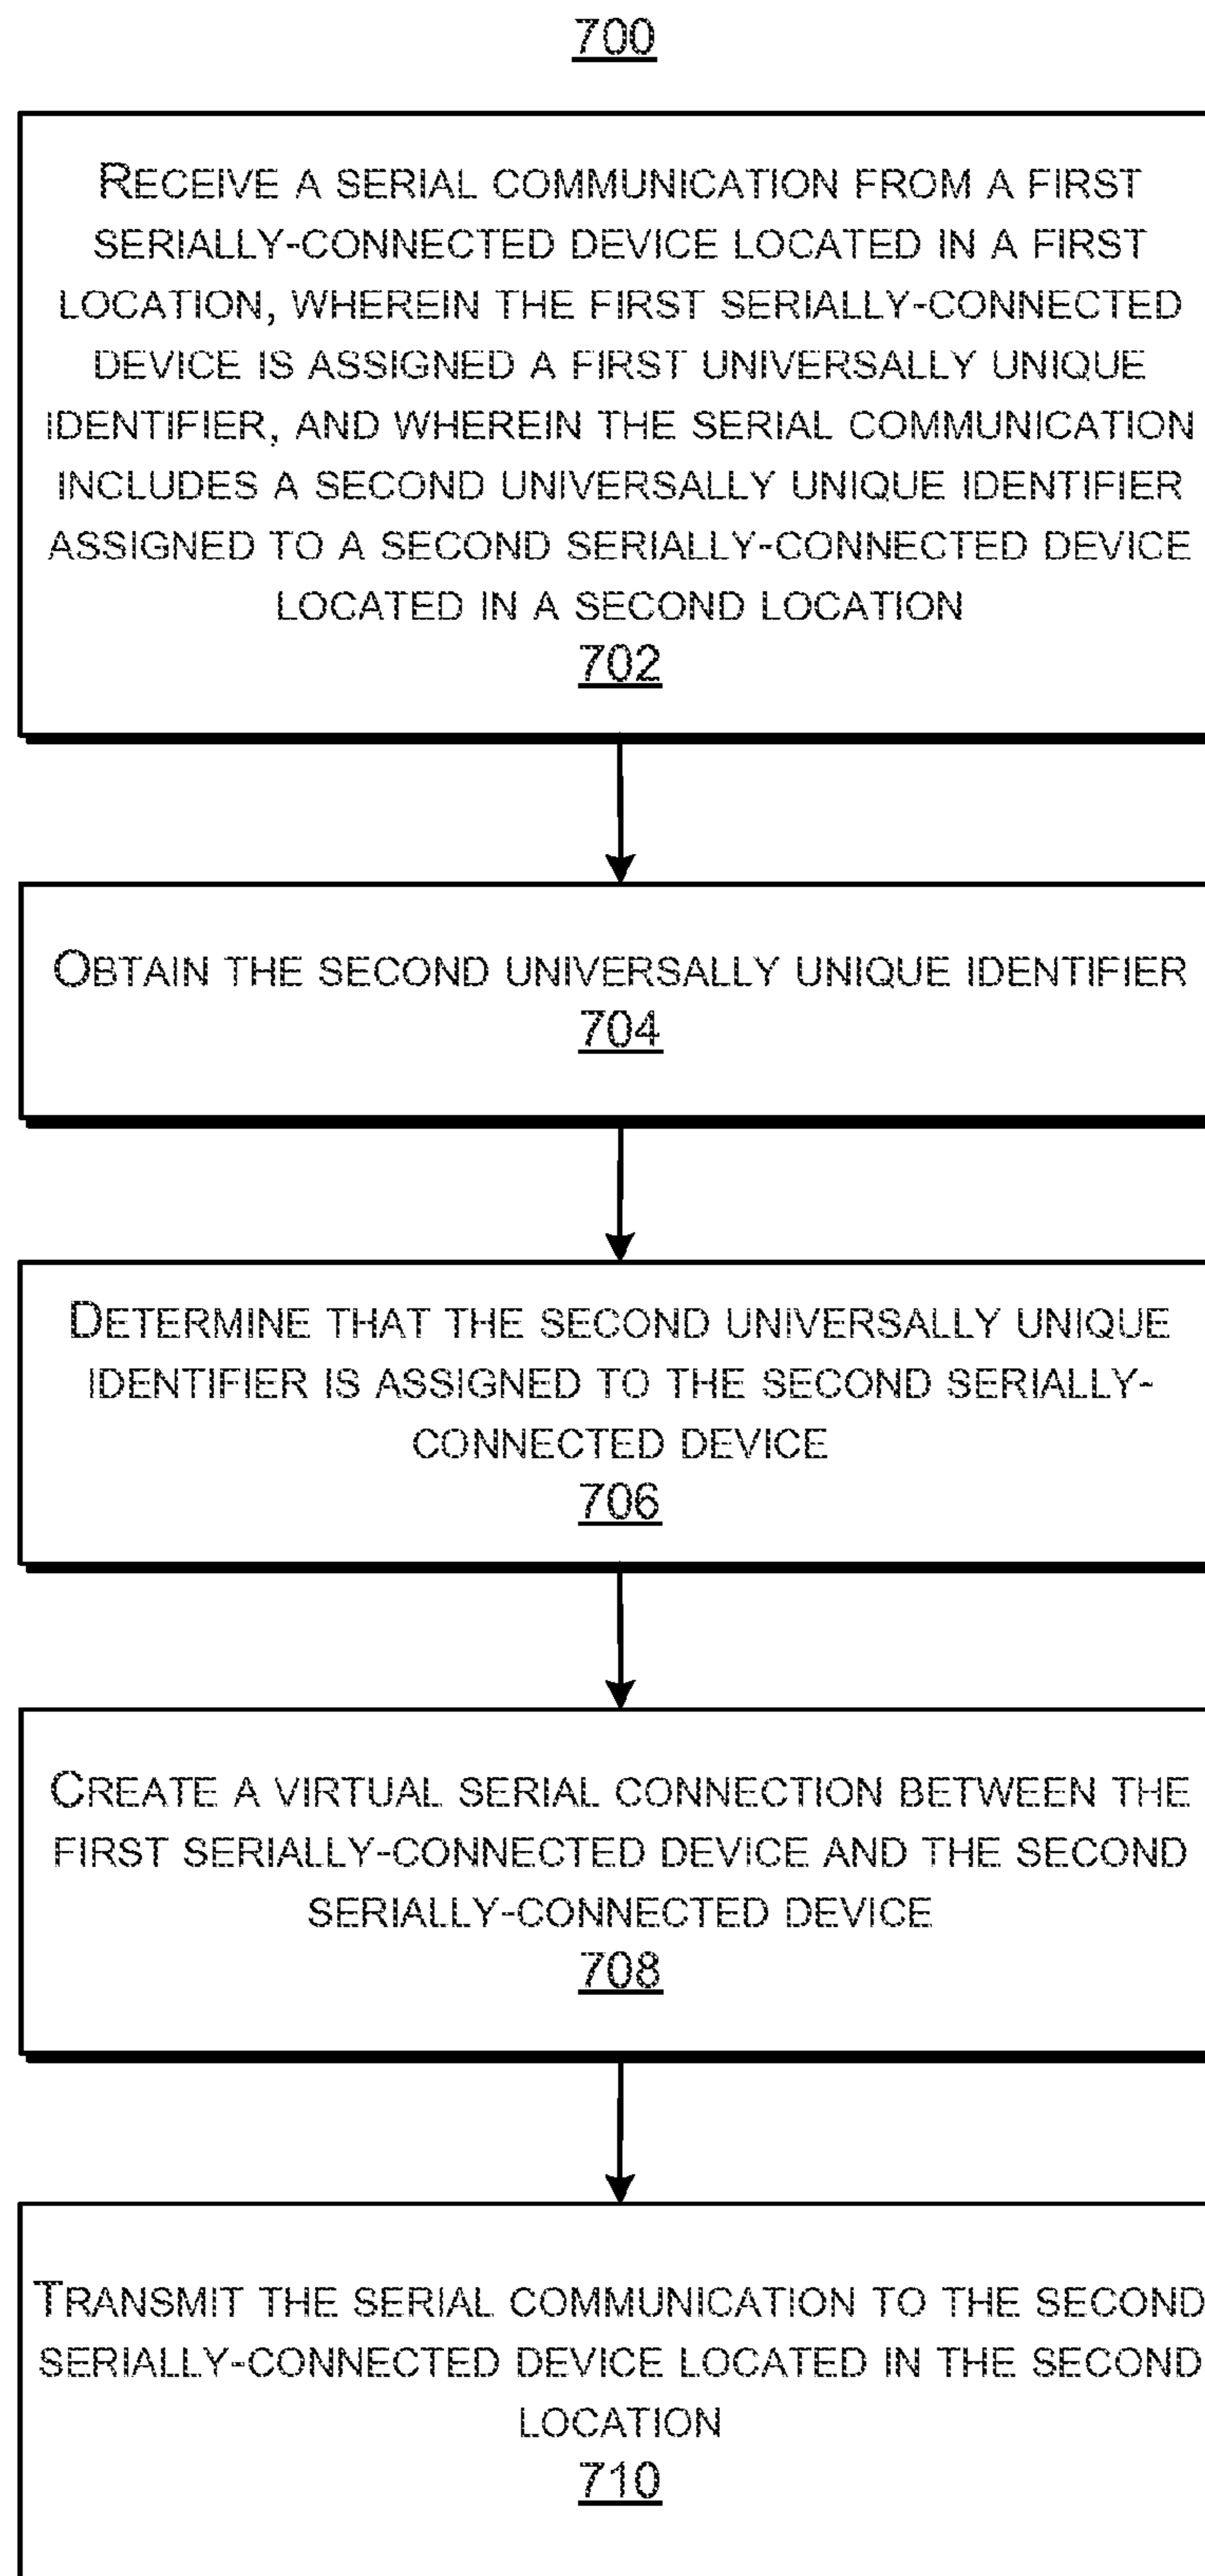 700
RECEIVE A SERIAL COMMUNICATION FROM A FIRST
SERIALLY-CONNECTED DEVICE LOCATED IN A FIRST
LOCATION, WHEREIN THE FIRST SERIALLY-CONNECTED
DEVICE IS ASSIGNED A FIRST UNIVERSALLY UNIQUE
IDENTIFIER, AND WHEREIN THE SERIAL COMMUNICATION
INCLUDES A SECOND UNIVERSALLY UNIQUE IDENTIFIER
ASSIGNED TO A SECOND SERIALLY-CONNECTED DEVICE
LOCATED IN A SECOND LOCATION
702
OBTAIN THE SECOND UNIVERSALLY UNIQUE IDENTIFIER
704
DETERMINE THAT THE SECOND UNIVERSALLY UNIQUE
IDENTIFIER IS ASSIGNED TO THE SECOND SERIALLY-
CONNECTED DEVICE
706
CREATE A VIRTUAL SERIAL CONNECTION BETWEEN THE
FIRST SERIALLY-CONNECTED DEVICE AND THE SECOND
SERIALLY-CONNECTED DEVICE
708
TRANSMIT THE SERIAL COMMUNICATION TO THE SECOND
SERIALLY-CONNECTED DEVICE LOCATED IN THE SECOND
LOCATION
710